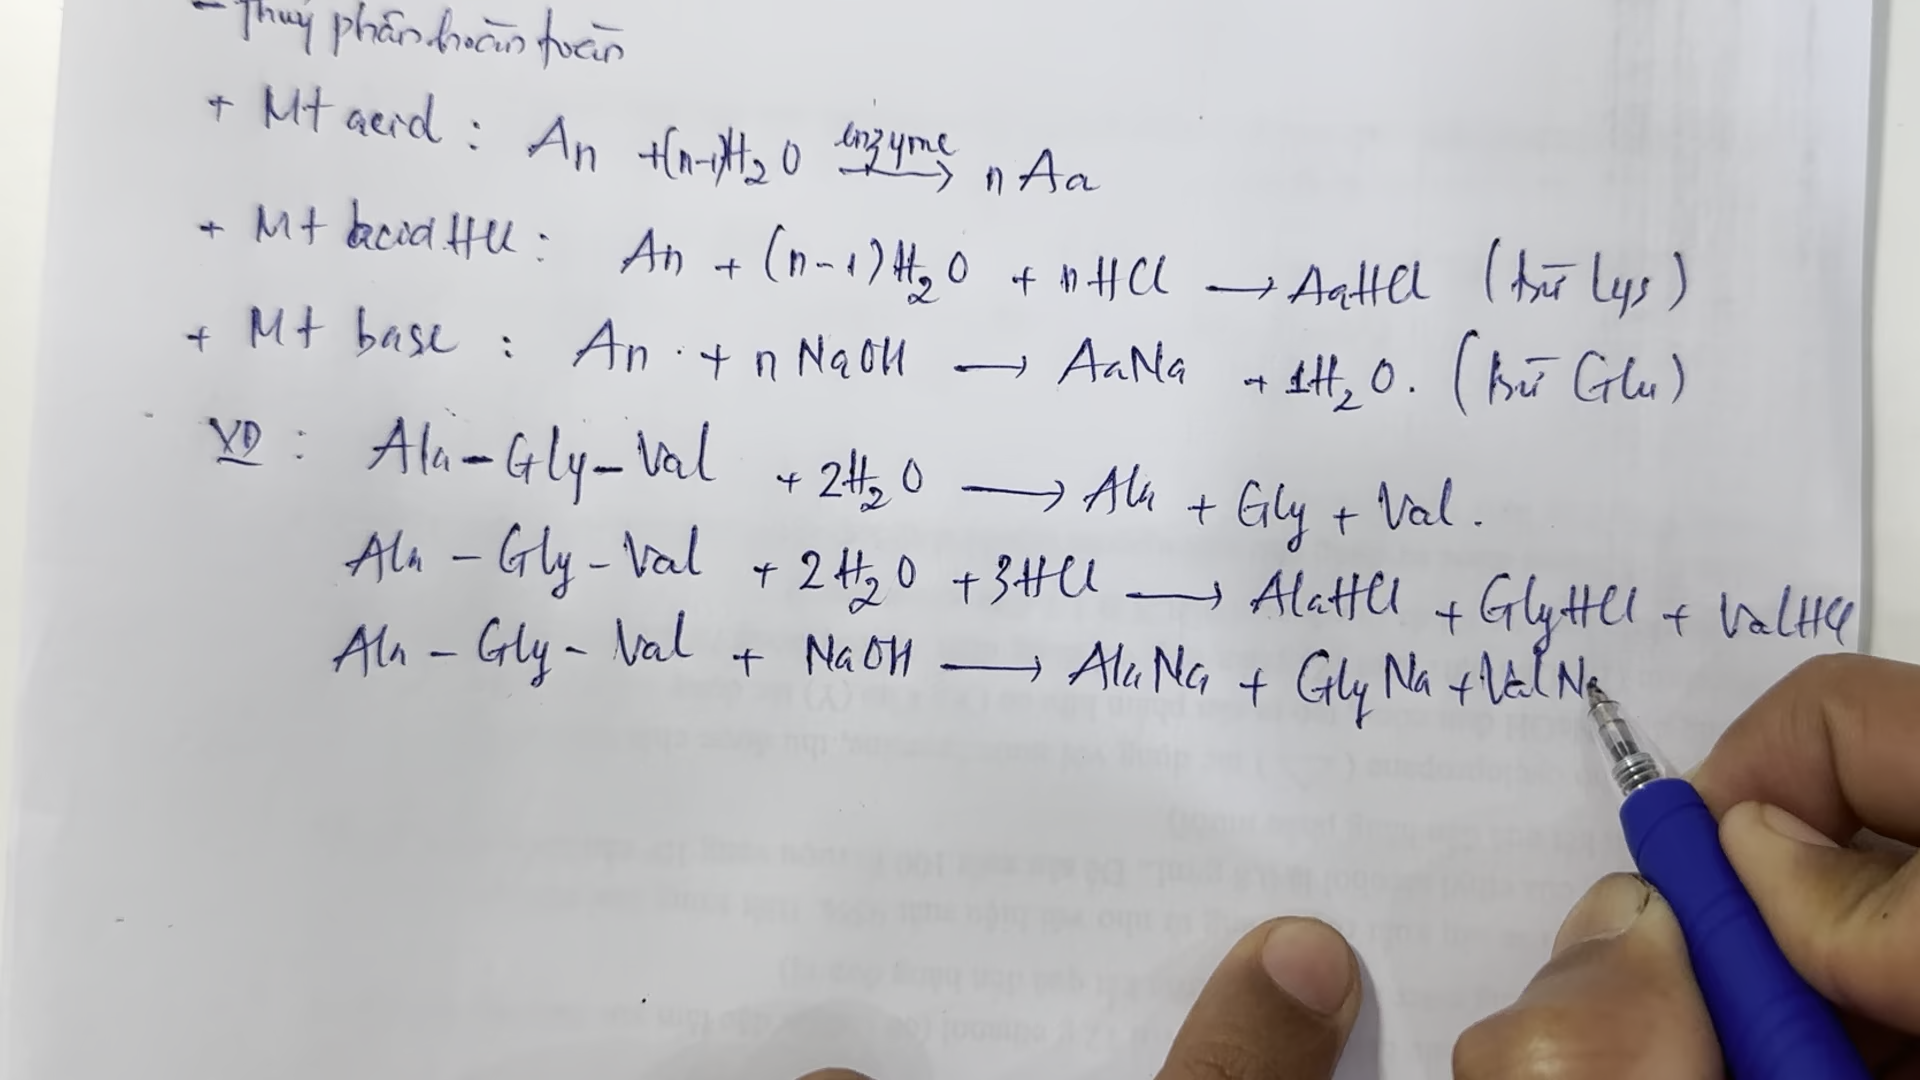 - Thuỷ phân hoàn toàn
+ Mt acid : An +(n-1)H2O enzyme → n Aa
+ Mt acid HCl : An + (n-1)H2O + nHCl → AaHCl (trừ Lys)
+ Mt base : An + n NaOH → AaNa + 1H2O. (trừ Glu)
VD : Ala-Gly-Val + 2H2O → Ala + Gly + Val.
Ala - Gly - Val + 2H2O + 3HCl → AlaHCl + GlyHCl + ValHCl
Ala - Gly - Val + NaOH → AlaNa + GlyNa + ValNa